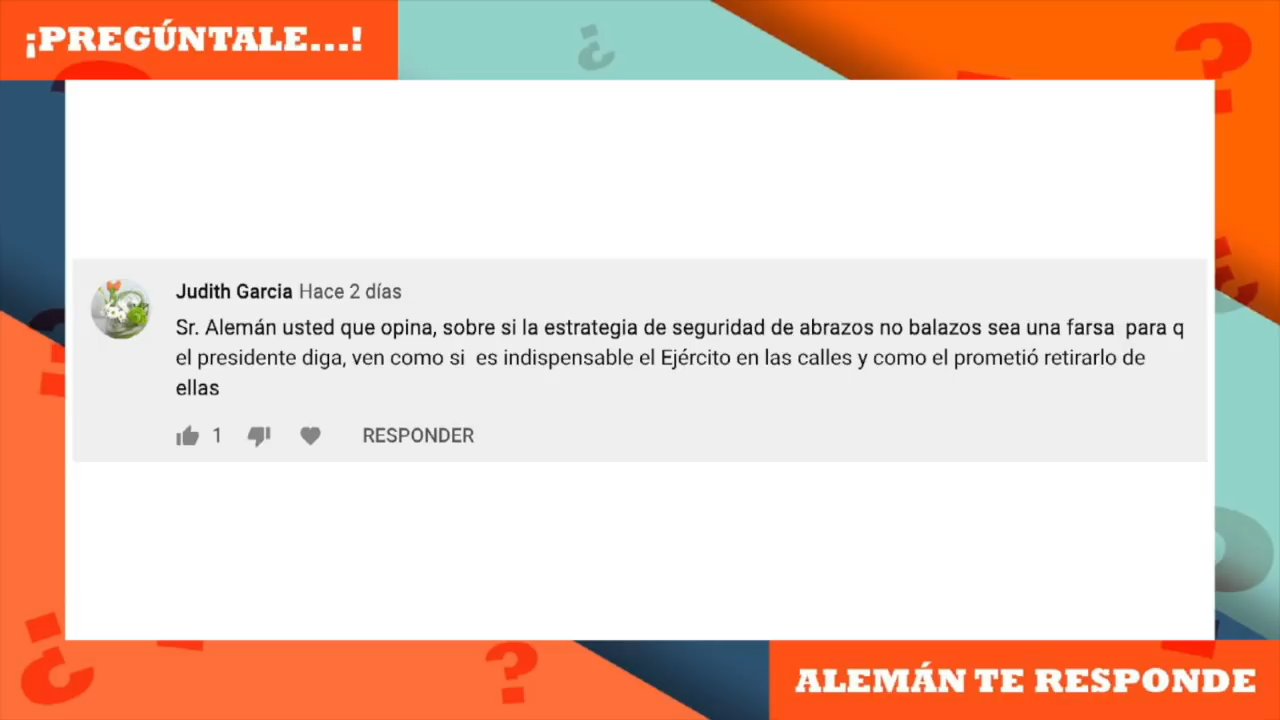 ¡PREGÚNTALE...!
Judith Garcia Hace 2 días
Sr. Alemán usted que opina, sobre si la estrategia de seguridad de abrazos no balazos sea una farsa  para q
el presidente diga, ven como si  es indispensable el Ejército en las calles y como el prometió retirarlo de
ellas
1 RESPONDER
ALEMÁN TE RESPONDE